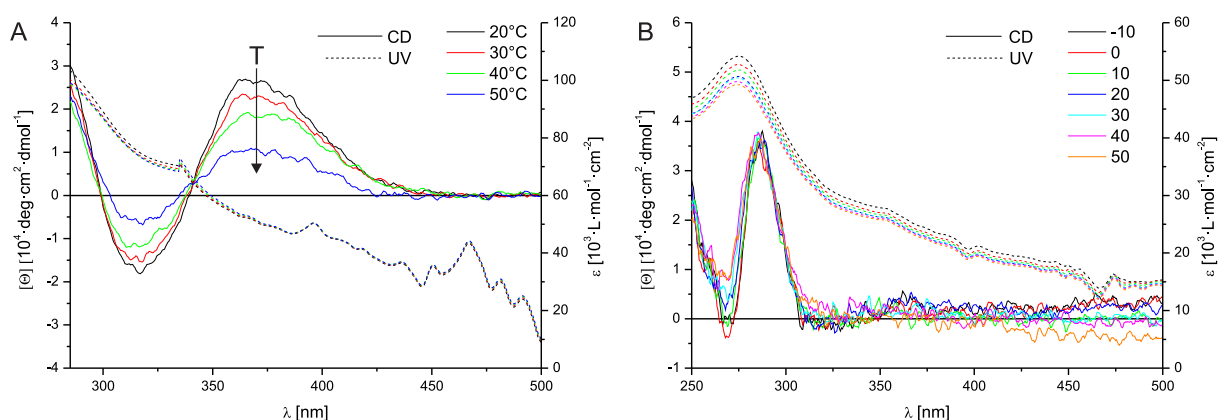 A
CD
UV
T
20°C
30°C
40°C
50°C
4
3
2
1
0
-1
-2
-3
-4
120
100
80
60
40
20
0
300
350
400
450
500
[Θ] [10⁴·deg·cm²·dmol⁻¹]
ε [10³·L·mol⁻¹·cm⁻²]
λ [nm]
B
CD
UV
-10
0
10
20
30
40
50
6
5
4
3
2
1
0
-1
60
50
40
30
20
10
0
250
300
350
400
450
500
[Θ] [10⁴·deg·cm²·dmol⁻¹]
ε [10³·L·mol⁻¹·cm⁻²]
λ [nm]